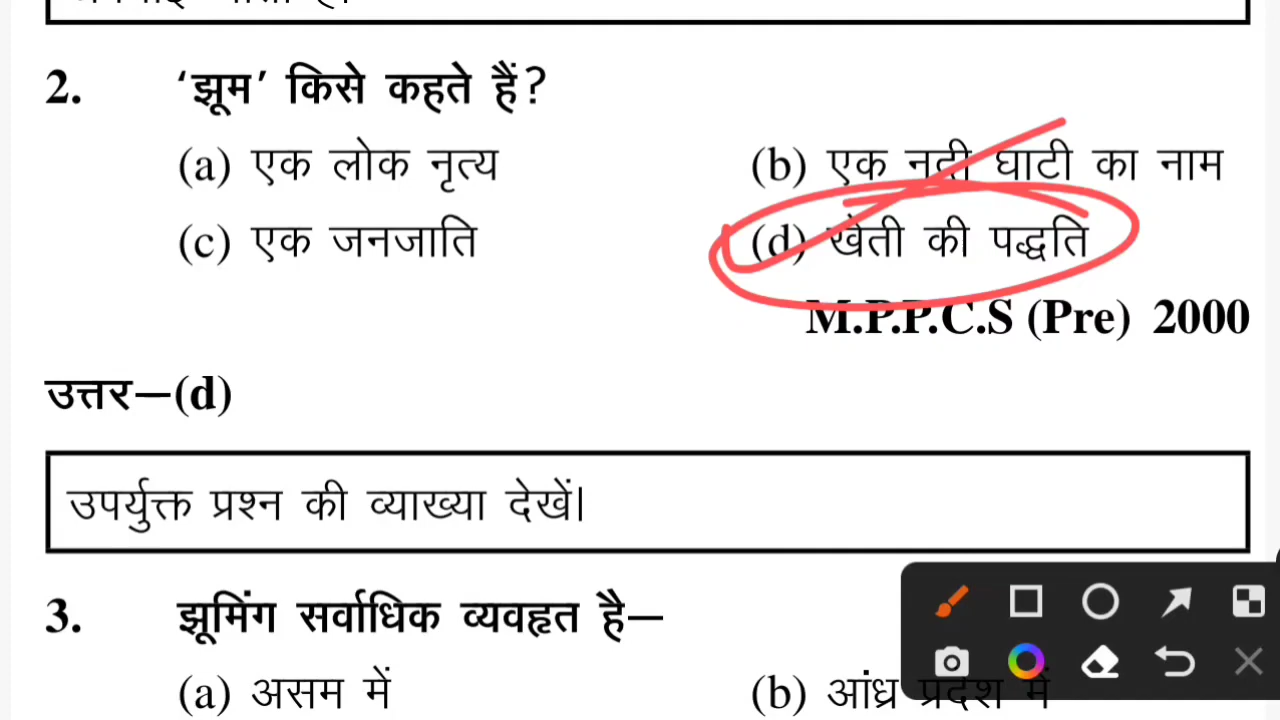 2. ‘झूम’ किसे कहते हैं?
(a) एक लोक नृत्य (b) एक नदी घाटी का नाम
(c) एक जनजाति (d) खेती की पद्धति
M.P.P.C.S (Pre) 2000
उत्तर—(d)
उपर्युक्त प्रश्न की व्याख्या देखें।
3. झूमिंग सर्वाधिक व्यवहृत है—
(a) असम में (b) आंध्र प्रदेश में